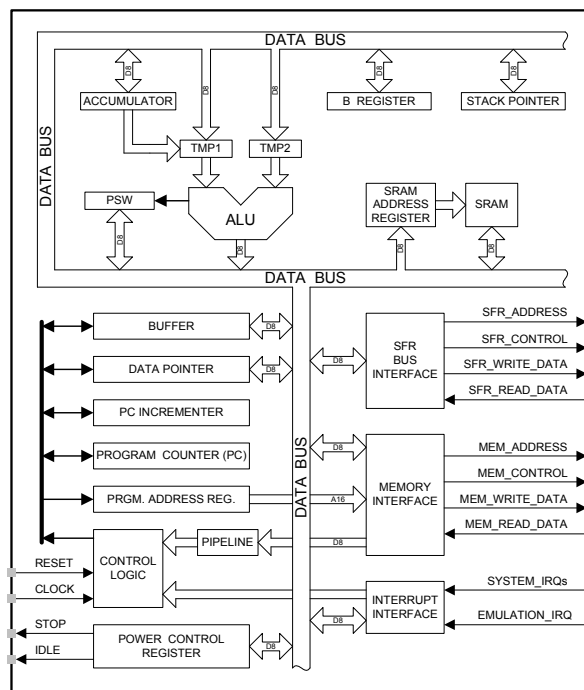 DATA BUS
D8
D8
D8
D8
D8
ACCUMULATOR
B REGISTER
STACK POINTER
DATA BUS
TMP1
TMP2
PSW
ALU
SRAM
ADDRESS
REGISTER
SRAM
D8
D8
D8
D8
DATA BUS
BUFFER
D8
DATA POINTER
D8
PC INCREMENTER
PROGRAM COUNTER (PC)
PRGM. ADDRESS REG.
A16
DATA BUS
D8
SFR
BUS
INTERFACE
SFR_ADDRESS
SFR_CONTROL
SFR_WRITE_DATA
SFR_READ_DATA
D8
MEMORY
INTERFACE
MEM_ADDRESS
MEM_CONTROL
MEM_WRITE_DATA
MEM_READ_DATA
RESET
CLOCK
CONTROL
LOGIC
PIPELINE
D8
STOP
IDLE
POWER CONTROL
REGISTER
D8
D8
INTERRUPT
INTERFACE
SYSTEM_IRQs
EMULATION_IRQ